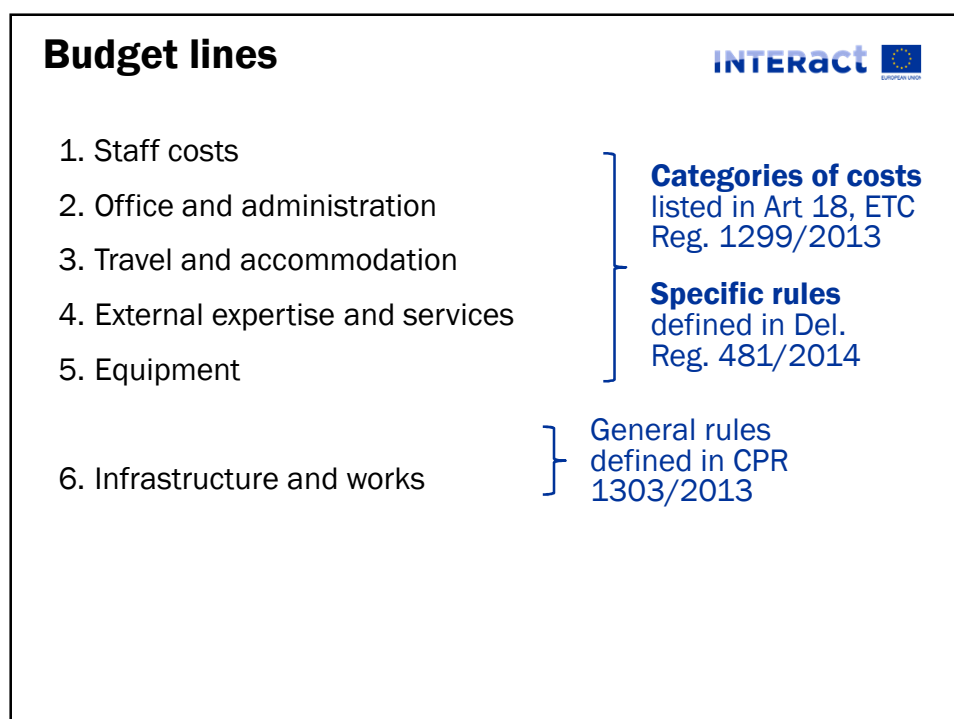 Budget lines
INTERact
EUROPEAN UNION
1. Staff costs
2. Office and administration
3. Travel and accommodation
4. External expertise and services
5. Equipment
Categories of costs
listed in Art 18, ETC
Reg. 1299/2013
Specific rules
defined in Del.
Reg. 481/2014
6. Infrastructure and works
General rules
defined in CPR
1303/2013